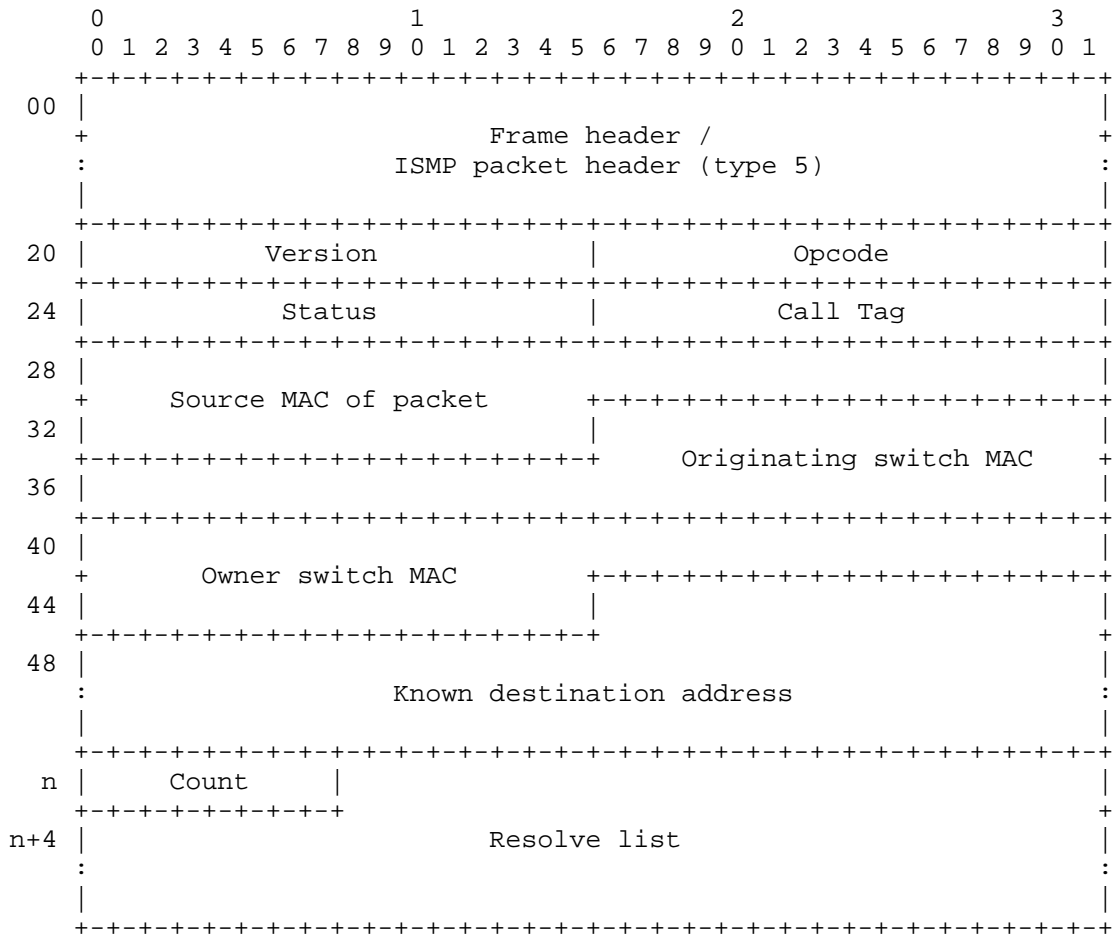 0                   1                   2                   3
 0 1 2 3 4 5 6 7 8 9 0 1 2 3 4 5 6 7 8 9 0 1 2 3 4 5 6 7 8 9 0 1
+-+-+-+-+-+-+-+-+-+-+-+-+-+-+-+-+-+-+-+-+-+-+-+-+-+-+-+-+-+-+-+-+
00 |                                                               |
+                         Frame header /                        +
:                   ISMP packet header (type 5)                 :
|                                                               |
+-+-+-+-+-+-+-+-+-+-+-+-+-+-+-+-+-+-+-+-+-+-+-+-+-+-+-+-+-+-+-+-+
20 |           Version             |            Opcode             |
+-+-+-+-+-+-+-+-+-+-+-+-+-+-+-+-+-+-+-+-+-+-+-+-+-+-+-+-+-+-+-+-+
24 |            Status             |           Call Tag            |
+-+-+-+-+-+-+-+-+-+-+-+-+-+-+-+-+-+-+-+-+-+-+-+-+-+-+-+-+-+-+-+-+
28 |                                                               |
+     Source MAC of packet      +-+-+-+-+-+-+-+-+-+-+-+-+-+-+-+-+
32 |                               |                               |
+-+-+-+-+-+-+-+-+-+-+-+-+-+-+-+-+     Originating switch MAC    +
36 |                                                               |
+-+-+-+-+-+-+-+-+-+-+-+-+-+-+-+-+-+-+-+-+-+-+-+-+-+-+-+-+-+-+-+-+
40 |                                                               |
+       Owner switch MAC        +-+-+-+-+-+-+-+-+-+-+-+-+-+-+-+-+
44 |                               |                               |
+-+-+-+-+-+-+-+-+-+-+-+-+-+-+-+-+                               +
48 |                                                               |
:                   Known destination address                   :
|                                                               |
+-+-+-+-+-+-+-+-+-+-+-+-+-+-+-+-+-+-+-+-+-+-+-+-+-+-+-+-+-+-+-+-+
n |     Count     |                                               |
+-+-+-+-+-+-+-+-+                                               +
n+4 |                         Resolve list                          |
:                                                               :
|                                                               |
+-+-+-+-+-+-+-+-+-+-+-+-+-+-+-+-+-+-+-+-+-+-+-+-+-+-+-+-+-+-+-+-+